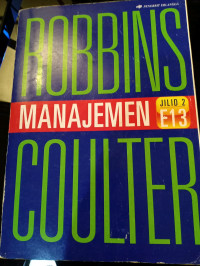 ROBBINS
MANAJEMEN
JILID 2
E13
COULTER